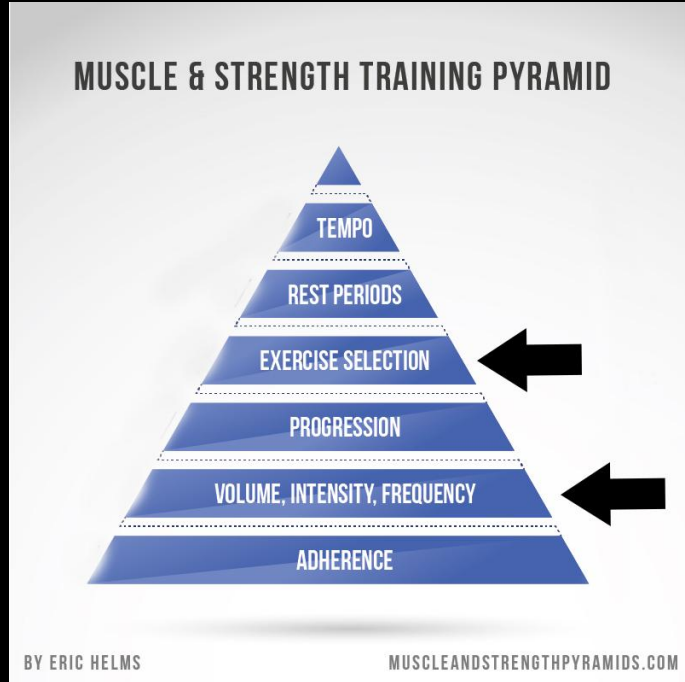 MUSCLE & STRENGTH TRAINING PYRAMID
TEMPO
REST PERIODS
EXERCISE SELECTION
PROGRESSION
VOLUME, INTENSITY, FREQUENCY
ADHERENCE
BY ERIC HELMS
MUSCLEANDSTRENGTHPYRAMIDS.COM